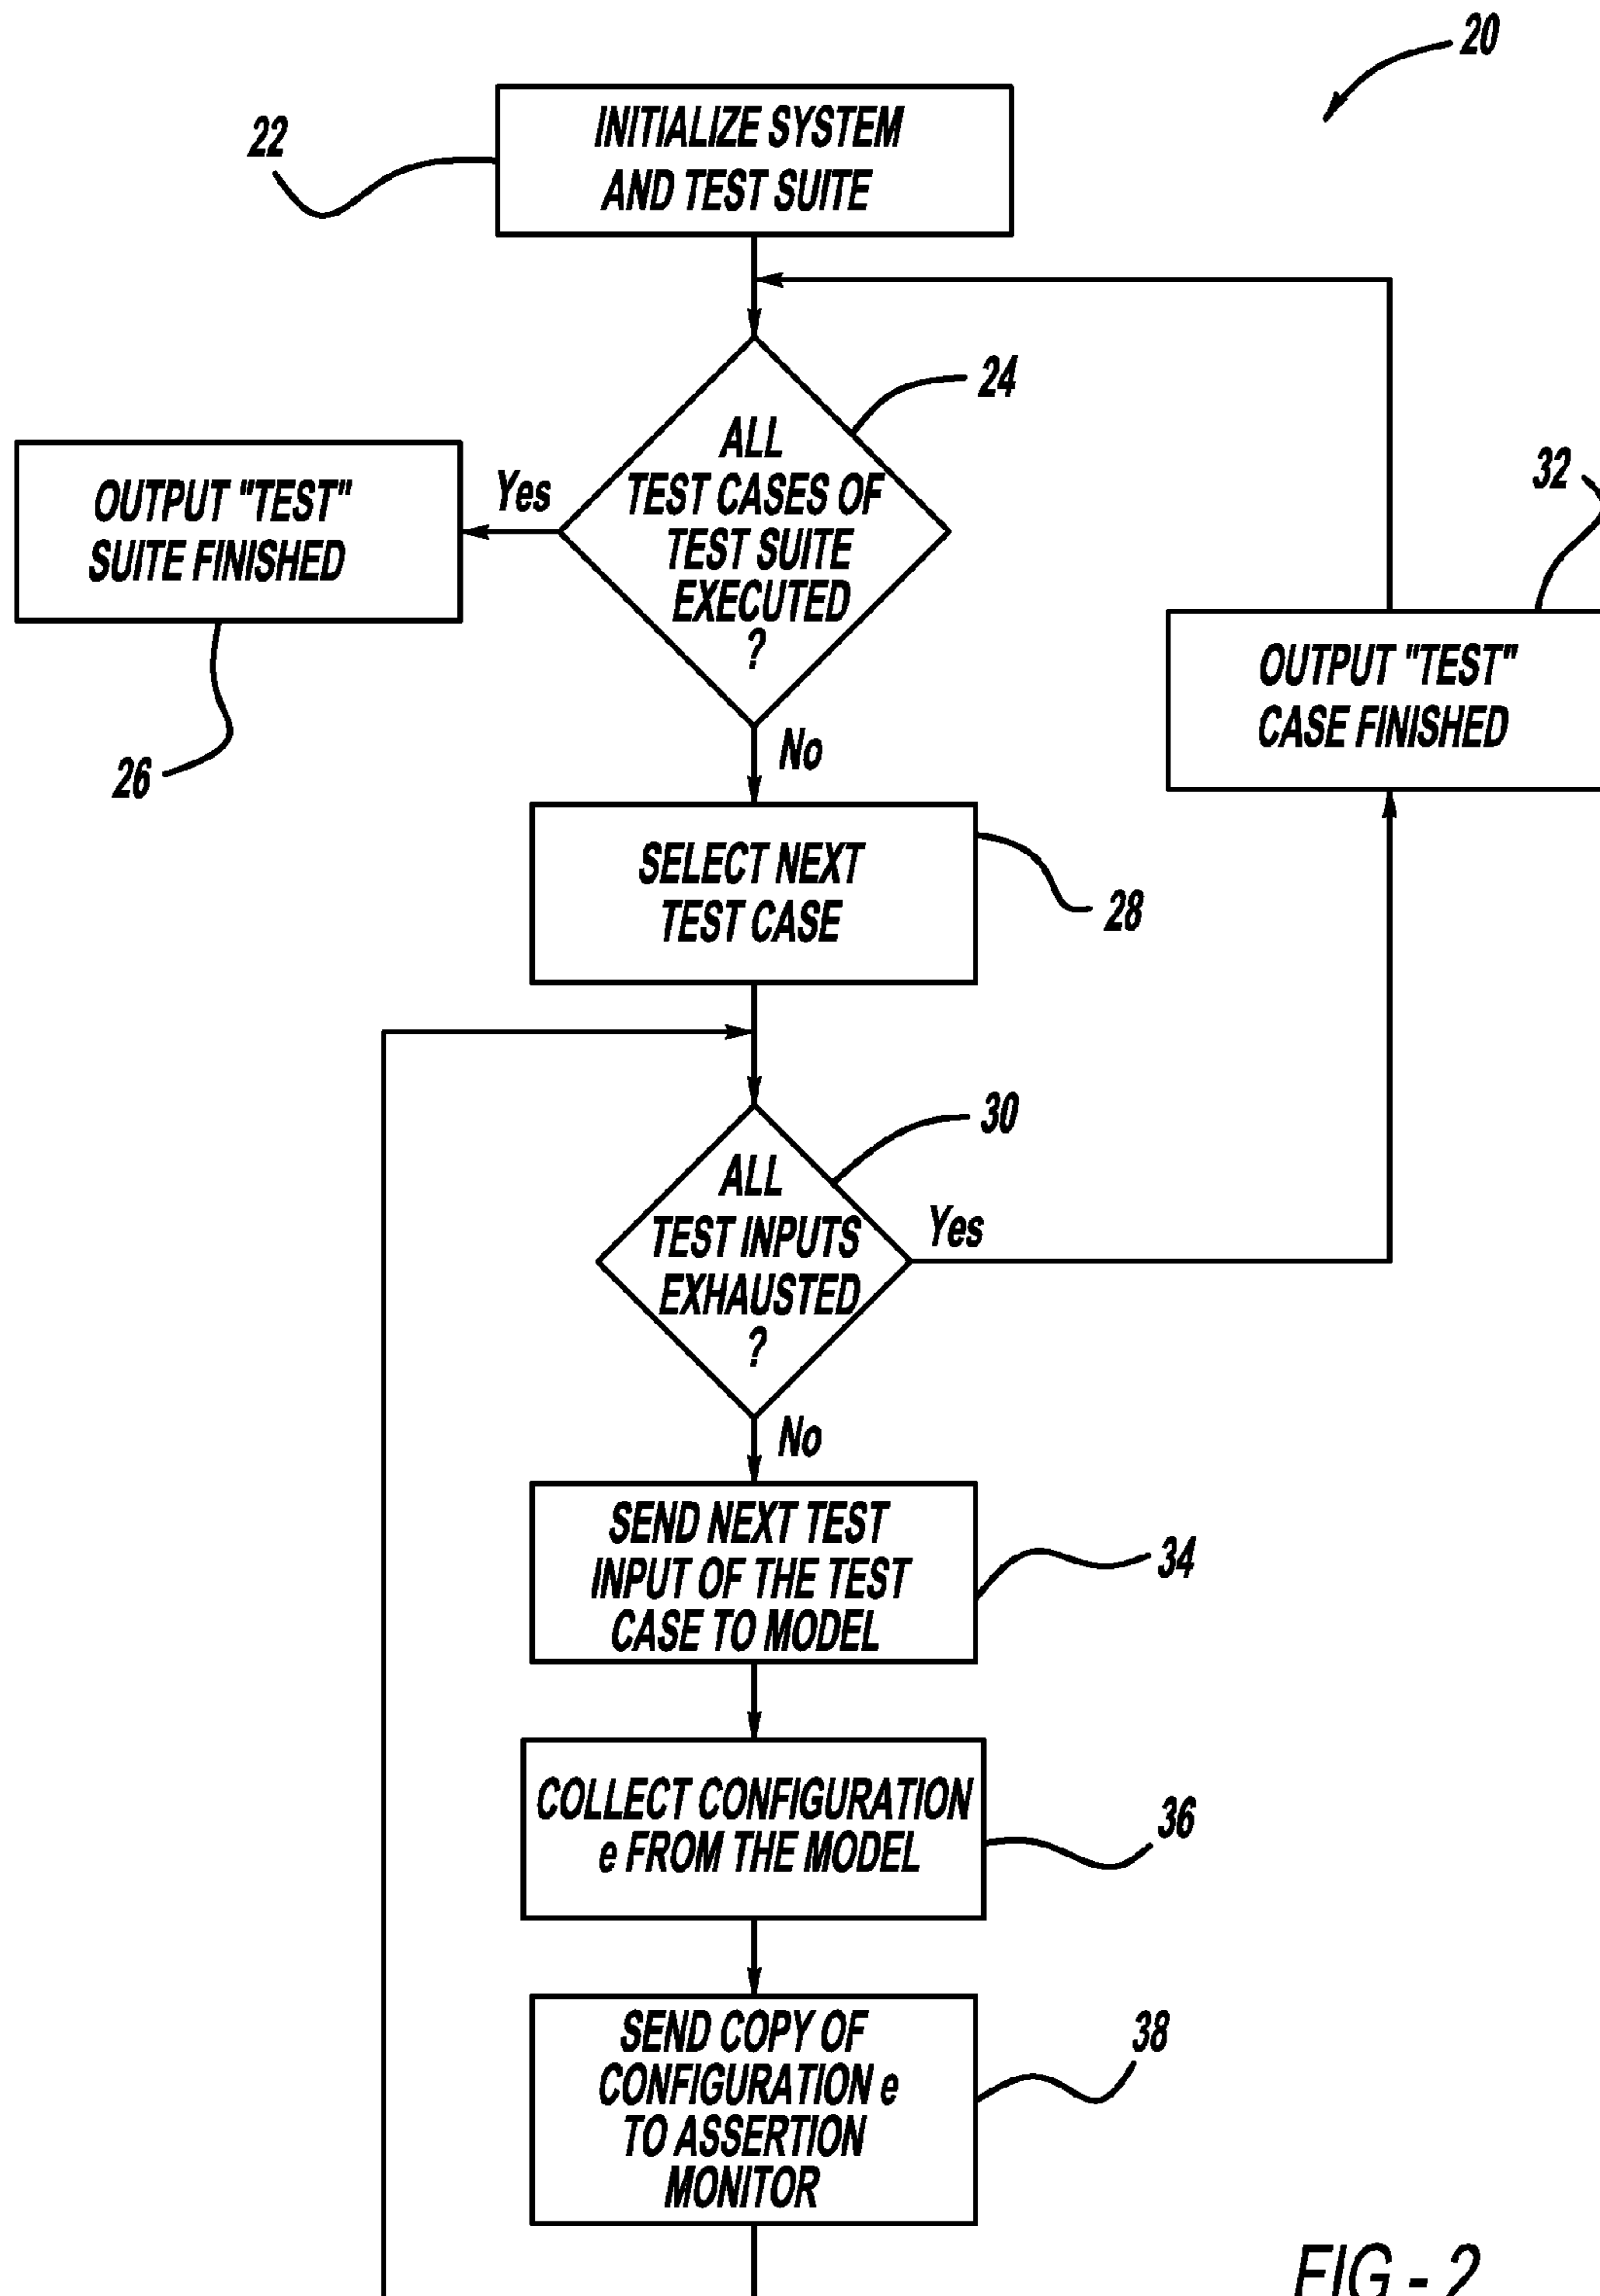 20
22
INITIALIZE SYSTEM
AND TEST SUITE
24
ALL
TEST CASES OF
TEST SUITE
EXECUTED
?
Yes
OUTPUT "TEST"
SUITE FINISHED
26
32
OUTPUT "TEST"
CASE FINISHED
No
SELECT NEXT
TEST CASE
28
30
ALL
TEST INPUTS
EXHAUSTED
?
Yes
No
SEND NEXT TEST
INPUT OF THE TEST
CASE TO MODEL
34
COLLECT CONFIGURATION
e FROM THE MODEL
36
SEND COPY OF
CONFIGURATION e
TO ASSERTION
MONITOR
38
FIG - 2